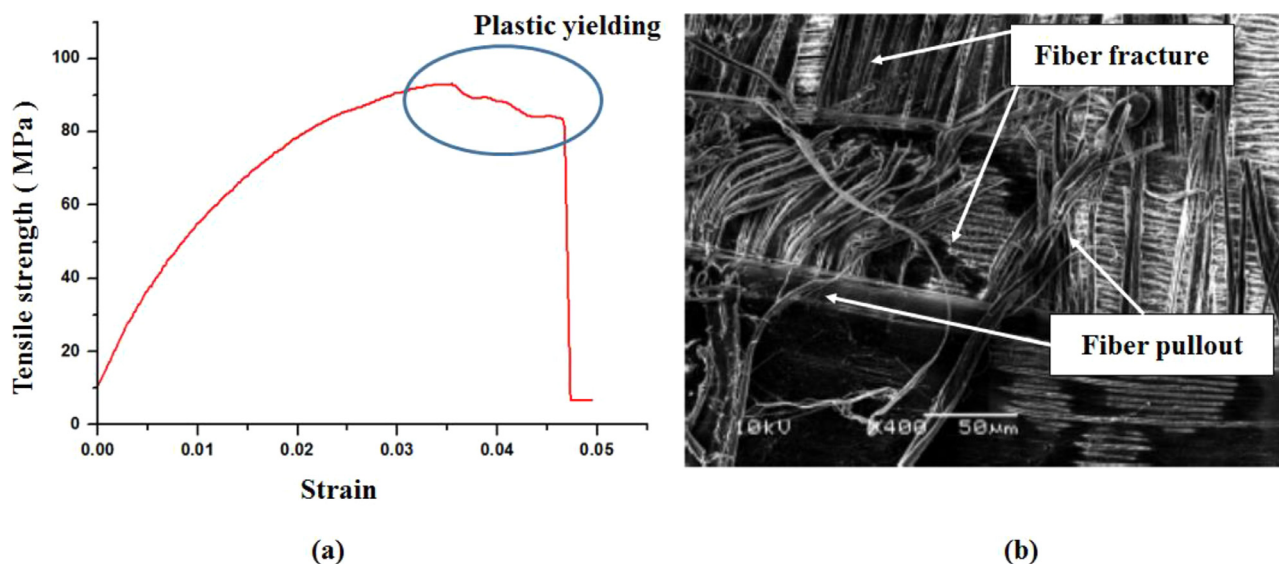 Plastic yielding
100
80
60
40
20
0
Tensile strength ( MPa)
0.00 0.01 0.02 0.03 0.04 0.05
Strain
(a)
Fiber fracture
Fiber pullout
10kV X400 50µm
(b)